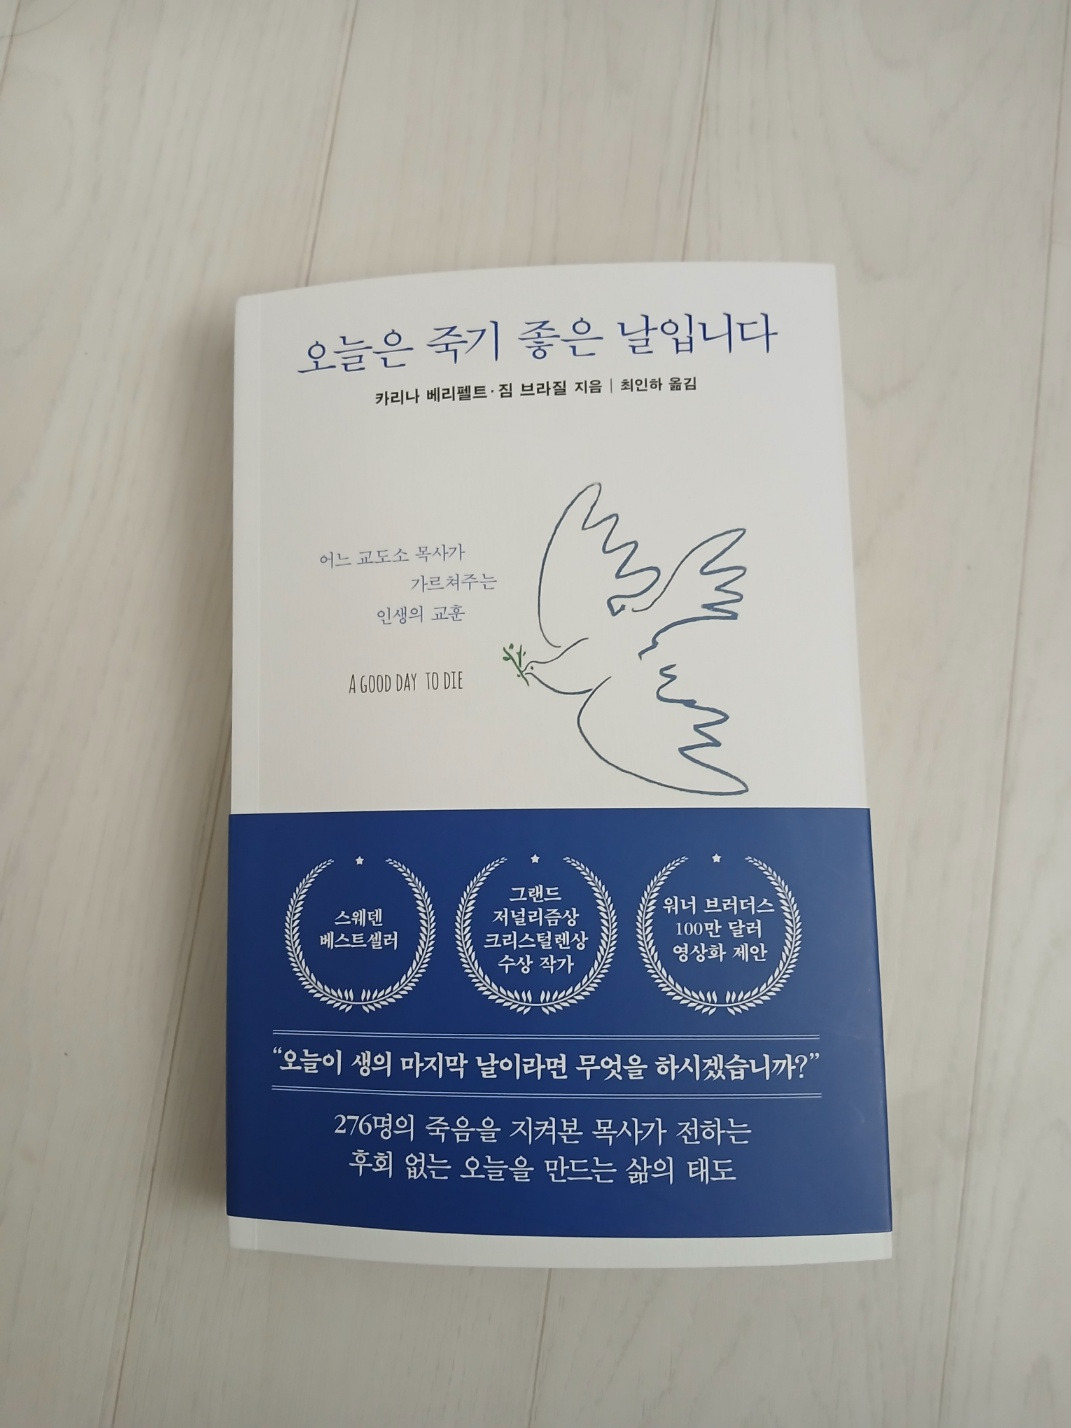 오늘은 죽기 좋은 날입니다
카리나 베리펠트·짐 브라질 지음 | 최인하 옮김
어느 교도소 목사가
가르쳐주는
인생의 교훈
A GOOD DAY TO DIE
스웨덴
베스트셀러
그랜드
저널리즘상
크리스털렌상
수상 작가
워너 브러더스
100만 달러
영상화 제안
“오늘이 생의 마지막 날이라면 무엇을 하시겠습니까?”
276명의 죽음을 지켜본 목사가 전하는
후회 없는 오늘을 만드는 삶의 태도